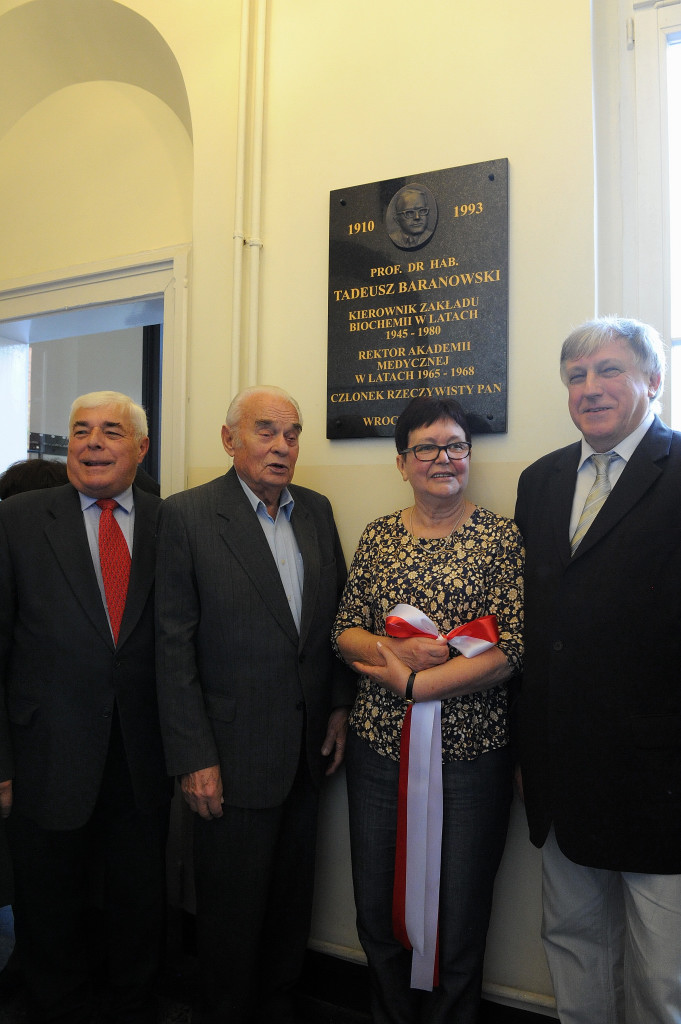 1910 1993
PROF. DR HAB.
TADEUSZ BARANOWSKI
KIEROWNIK ZAKŁADU
BIOCHEMII W LATACH
1945 - 1980
REKTOR AKADEMII
MEDYCZNEJ
W LATACH 1965 - 1968
CZŁONEK RZECZYWISTY PAN